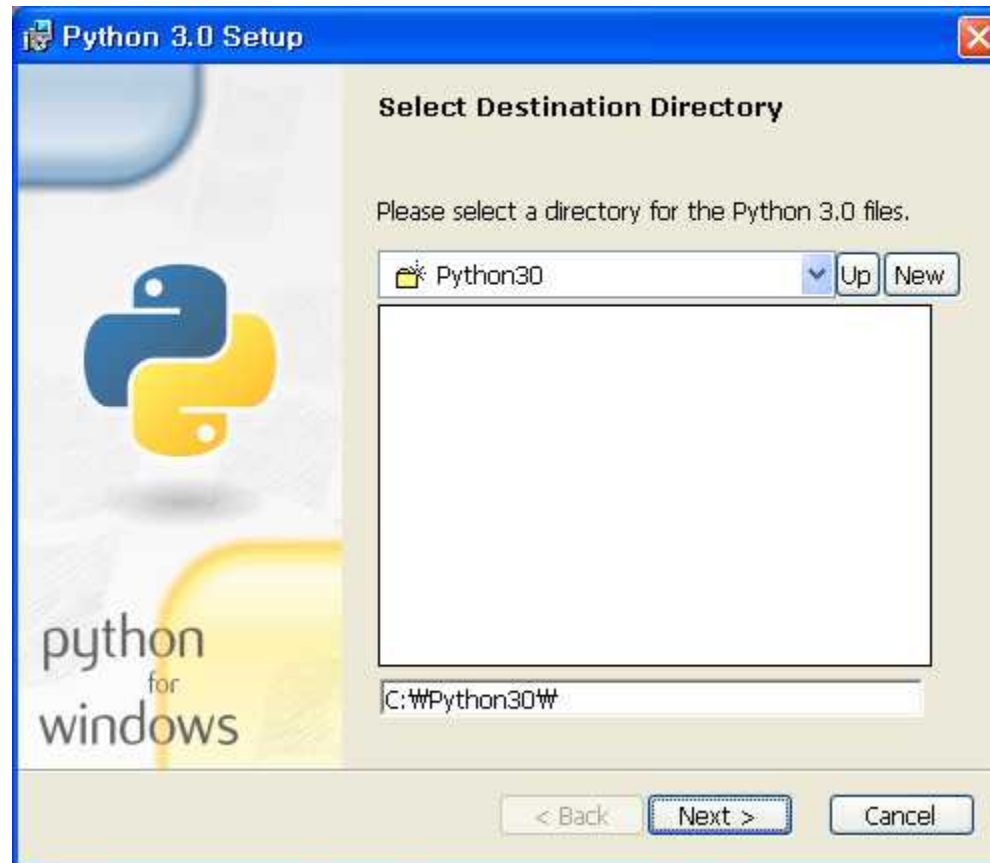 Python 3.0 Setup
Select Destination Directory
Please select a directory for the Python 3.0 files.
Python30
Up
New
C:₩Python30₩
python
for
windows
< Back
Next >
Cancel